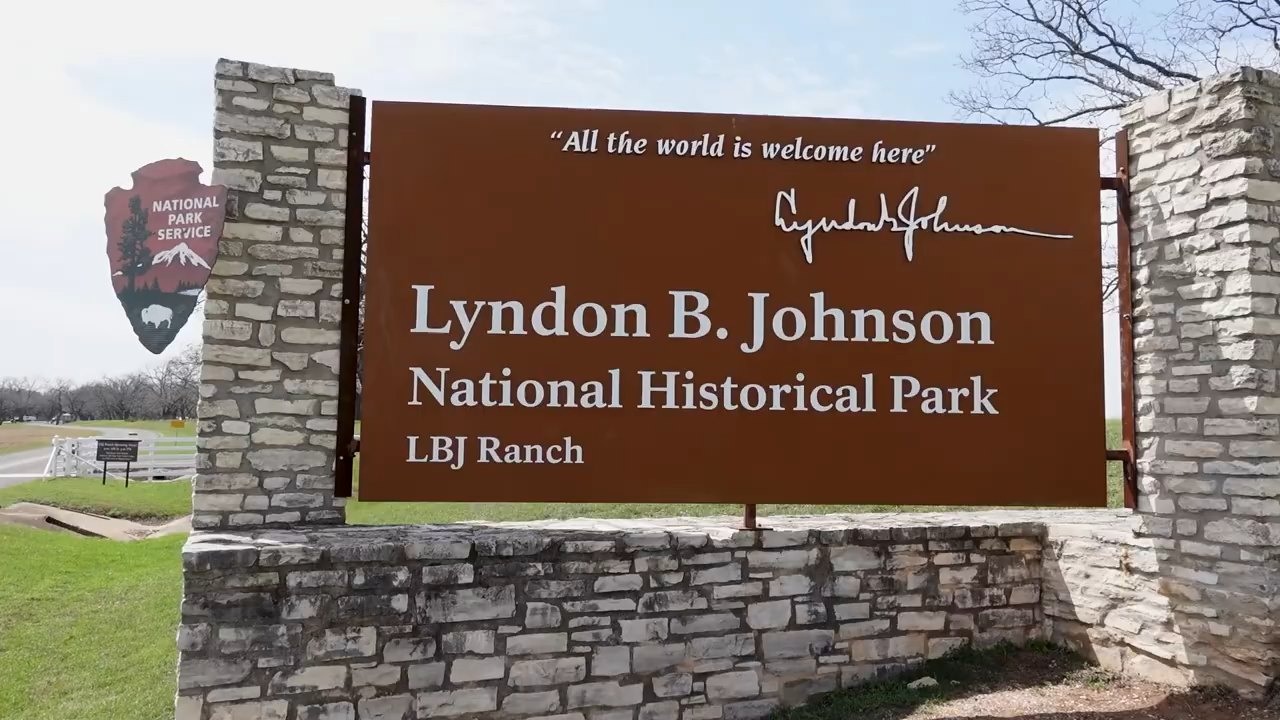 NATIONAL
PARK
SERVICE
“All the world is welcome here”
Lyndon B Johnson
Lyndon B. Johnson
National Historical Park
LBJ Ranch